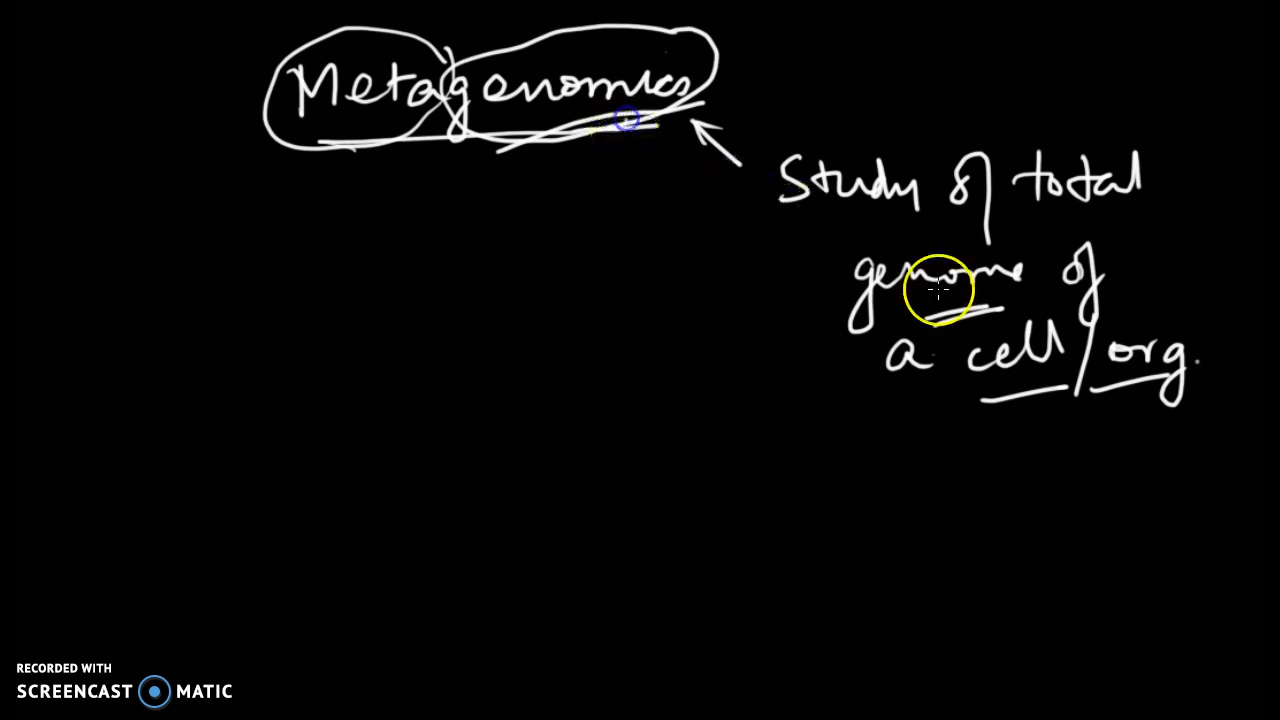 Metagenomics
Study of total
genome of
a cell/org.
RECORDED WITH
SCREENCAST MATIC